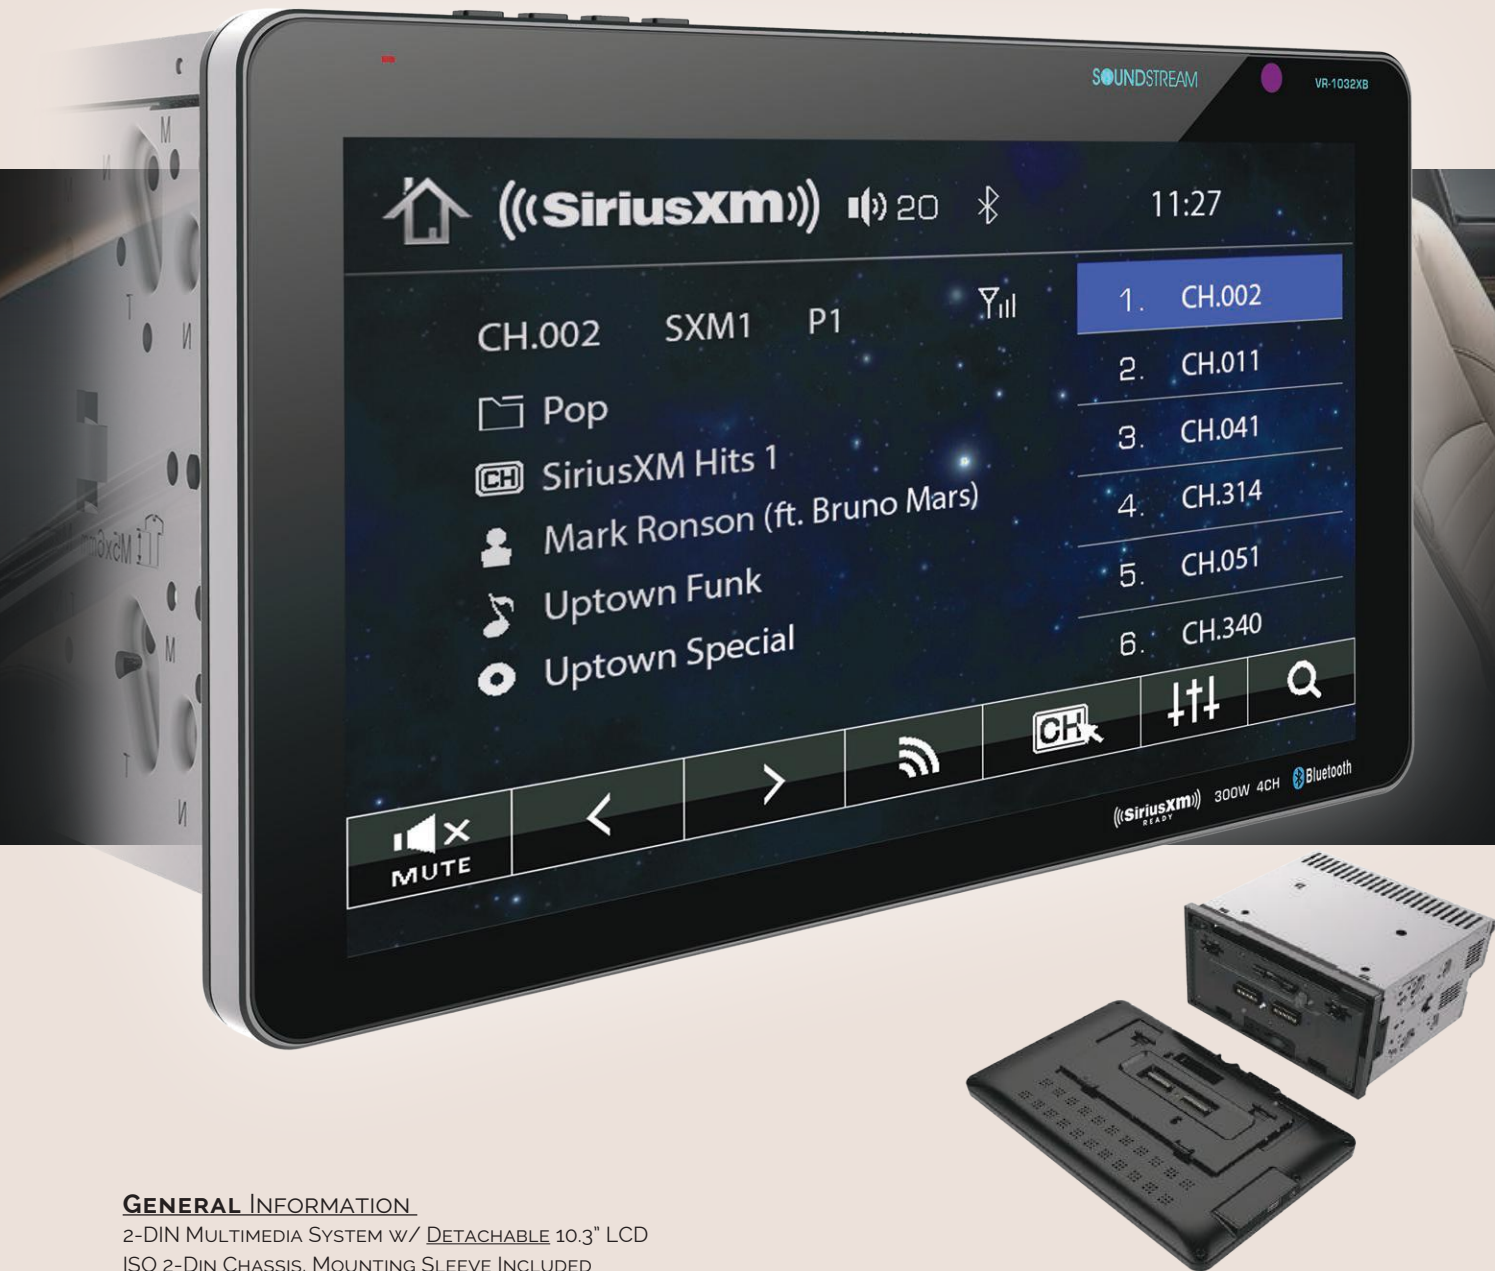 SOUNDSTREAM
VR-1032XB
((SiriusXM)) 20 11:27
CH.002 SXM1 P1
Pop
CH SiriusXM Hits 1
Mark Ronson (ft. Bruno Mars)
Uptown Funk
Uptown Special
1. CH.002
2. CH.011
3. CH.041
4. CH.314
5. CH.051
6. CH.340
MUTE
< > CH
((SiriusXM)) READY 300W 4CH Bluetooth
M
N
T
N
M5x6mm
M
T
N
GENERAL INFORMATION
2-DIN MULTIMEDIA SYSTEM W/ DETACHABLE 10.3" LCD
ISO 2-DIN CHASSIS, MOUNTING SLEEVE INCLUDED